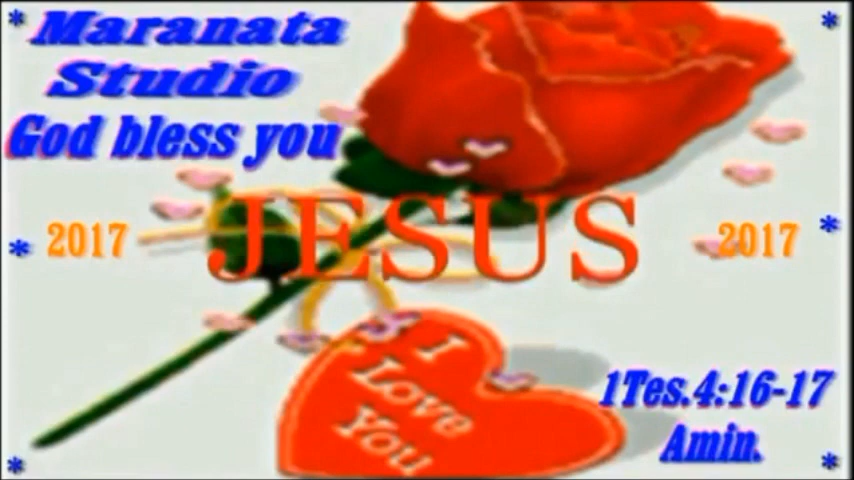 * Maranata *
Studio
God bless you
JESUS
* 2017 2017 *
I
Love
You
1Tes.4:16-17
Amin.
* *